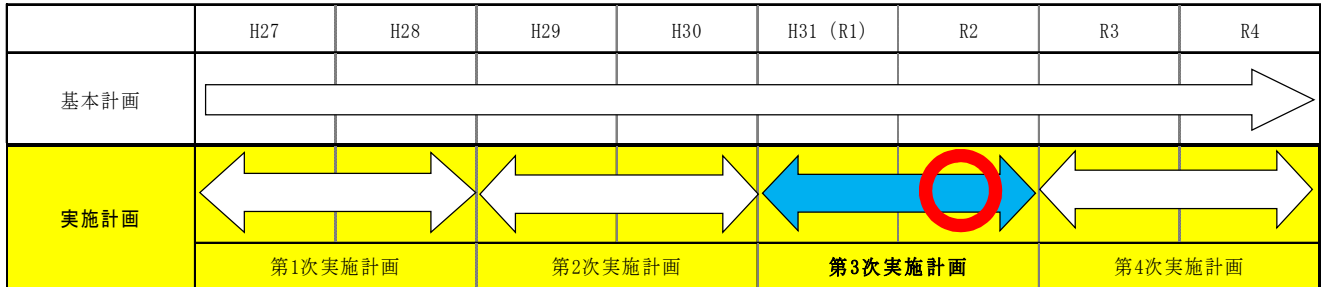 H27 H28 H29 H30 H31 (R1) R2 R3 R4
基本計画
実施計画
第1次実施計画 第2次実施計画 第3次実施計画 第4次実施計画